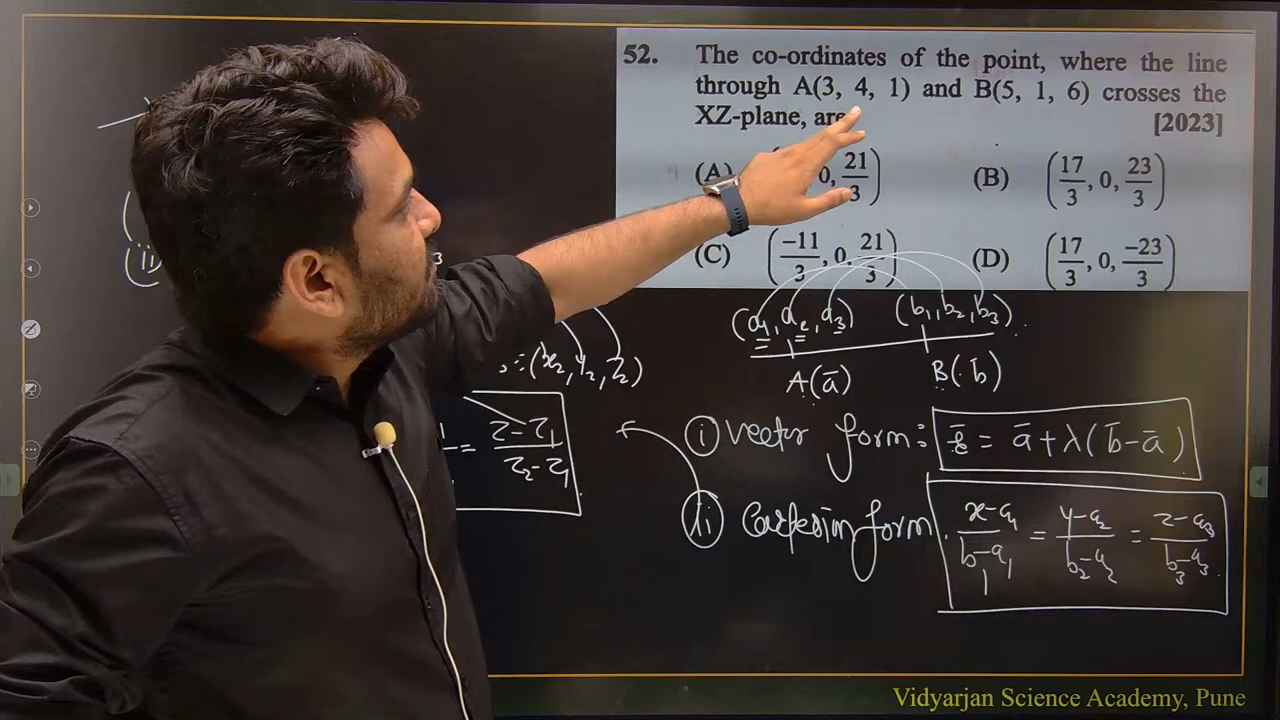 52. The co-ordinates of the point, where the line
through A(3, 4, 1) and B(5, 1, 6) crosses the
XZ-plane, are [2023]
(A) 0, 21/3)
(B) (17/3, 0, 23/3)
(C) (-11/3, 0, 21/3)
(D) (17/3, 0, -23/3)
(a1, a2, a3) (b1, b2, b3)
A(ā) B(b̄)
(ii) 3
(x2, y2, z2)
= z-z1/z2-z1
(i) vector form: r̄ = ā + λ(b̄-ā)
(ii) Cartesian form. x-a1/b1-a1 = y-a2/b2-a2 = z-a3/b3-a3
Vidyarjan Science Academy, Pune